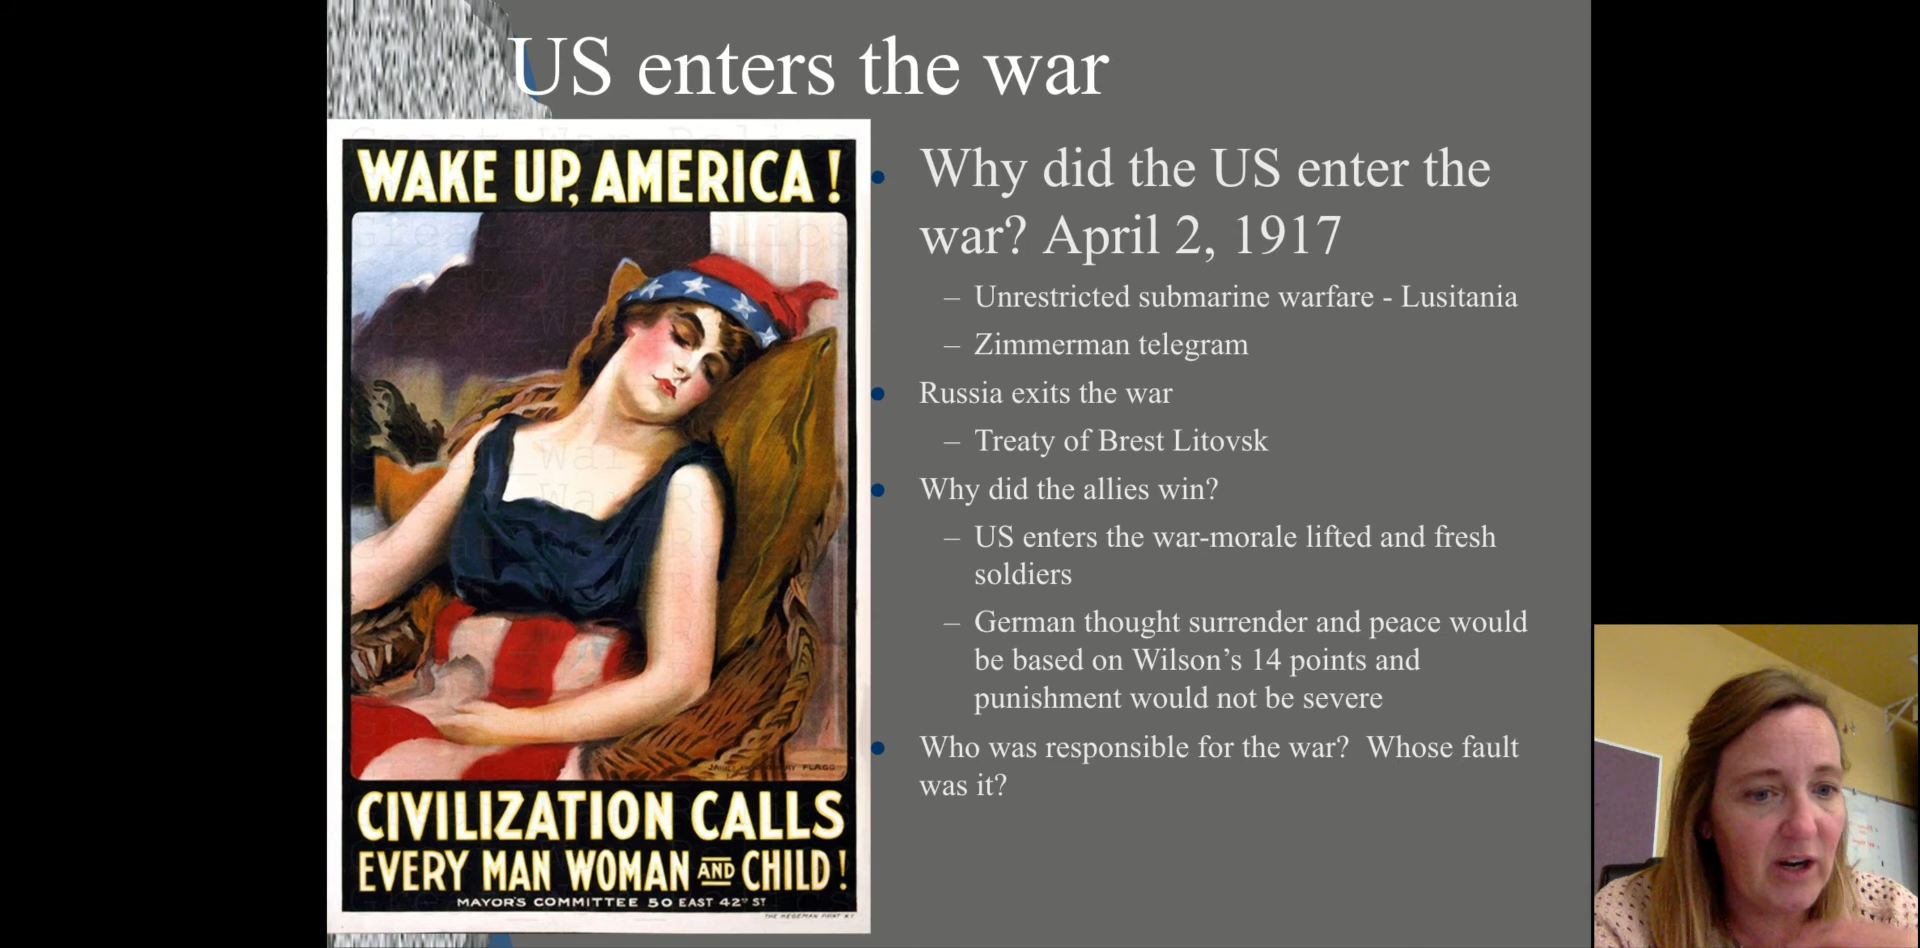 US enters the war
WAKE UP, AMERICA!
CIVILIZATION CALLS
EVERY MAN WOMAN AND CHILD!
MAYOR'S COMMITTEE 50 EAST 42ND ST
Why did the US enter the
war? April 2, 1917
– Unrestricted submarine warfare - Lusitania
– Zimmerman telegram
Russia exits the war
– Treaty of Brest Litovsk
Why did the allies win?
– US enters the war-morale lifted and fresh
soldiers
– German thought surrender and peace would
be based on Wilson's 14 points and
punishment would not be severe
Who was responsible for the war? Whose fault
was it?